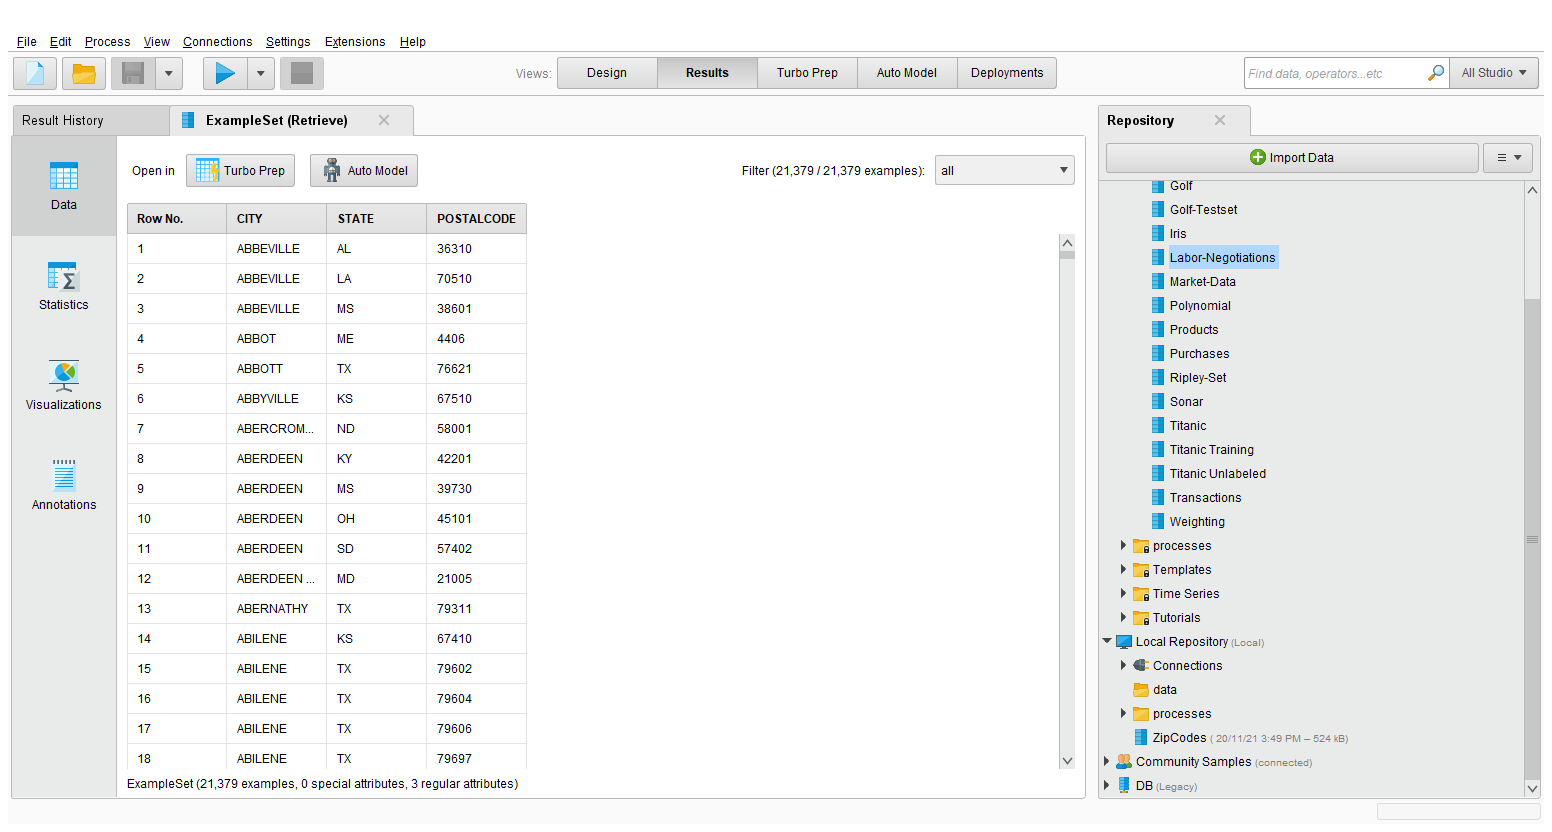 File Edit Process View Connections Settings Extensions Help
Views: Design Results Turbo Prep Auto Model Deployments Find data, operators...etc All Studio
Result History ExampleSet (Retrieve)
Data
Statistics
Visualizations
Annotations
Open in Turbo Prep Auto Model Filter (21,379 / 21,379 examples): all
Row No. CITY STATE POSTALCODE
1 ABBEVILLE AL 36310
2 ABBEVILLE LA 70510
3 ABBEVILLE MS 38601
4 ABBOT ME 4406
5 ABBOTT TX 76621
6 ABBYVILLE KS 67510
7 ABERCROM... ND 58001
8 ABERDEEN KY 42201
9 ABERDEEN MS 39730
10 ABERDEEN OH 45101
11 ABERDEEN SD 57402
12 ABERDEEN ... MD 21005
13 ABERNATHY TX 79311
14 ABILENE KS 67410
15 ABILENE TX 79602
16 ABILENE TX 79604
17 ABILENE TX 79606
18 ABILENE TX 79697
ExampleSet (21,379 examples, 0 special attributes, 3 regular attributes)
Repository
Import Data
Golf
Golf-Testset
Iris
Labor-Negotiations
Market-Data
Polynomial
Products
Purchases
Ripley-Set
Sonar
Titanic
Titanic Training
Titanic Unlabeled
Transactions
Weighting
processes
Templates
Time Series
Tutorials
Local Repository (Local)
Connections
data
processes
ZipCodes ( 20/11/21 3:49 PM – 524 kB)
Community Samples (connected)
DB (Legacy)